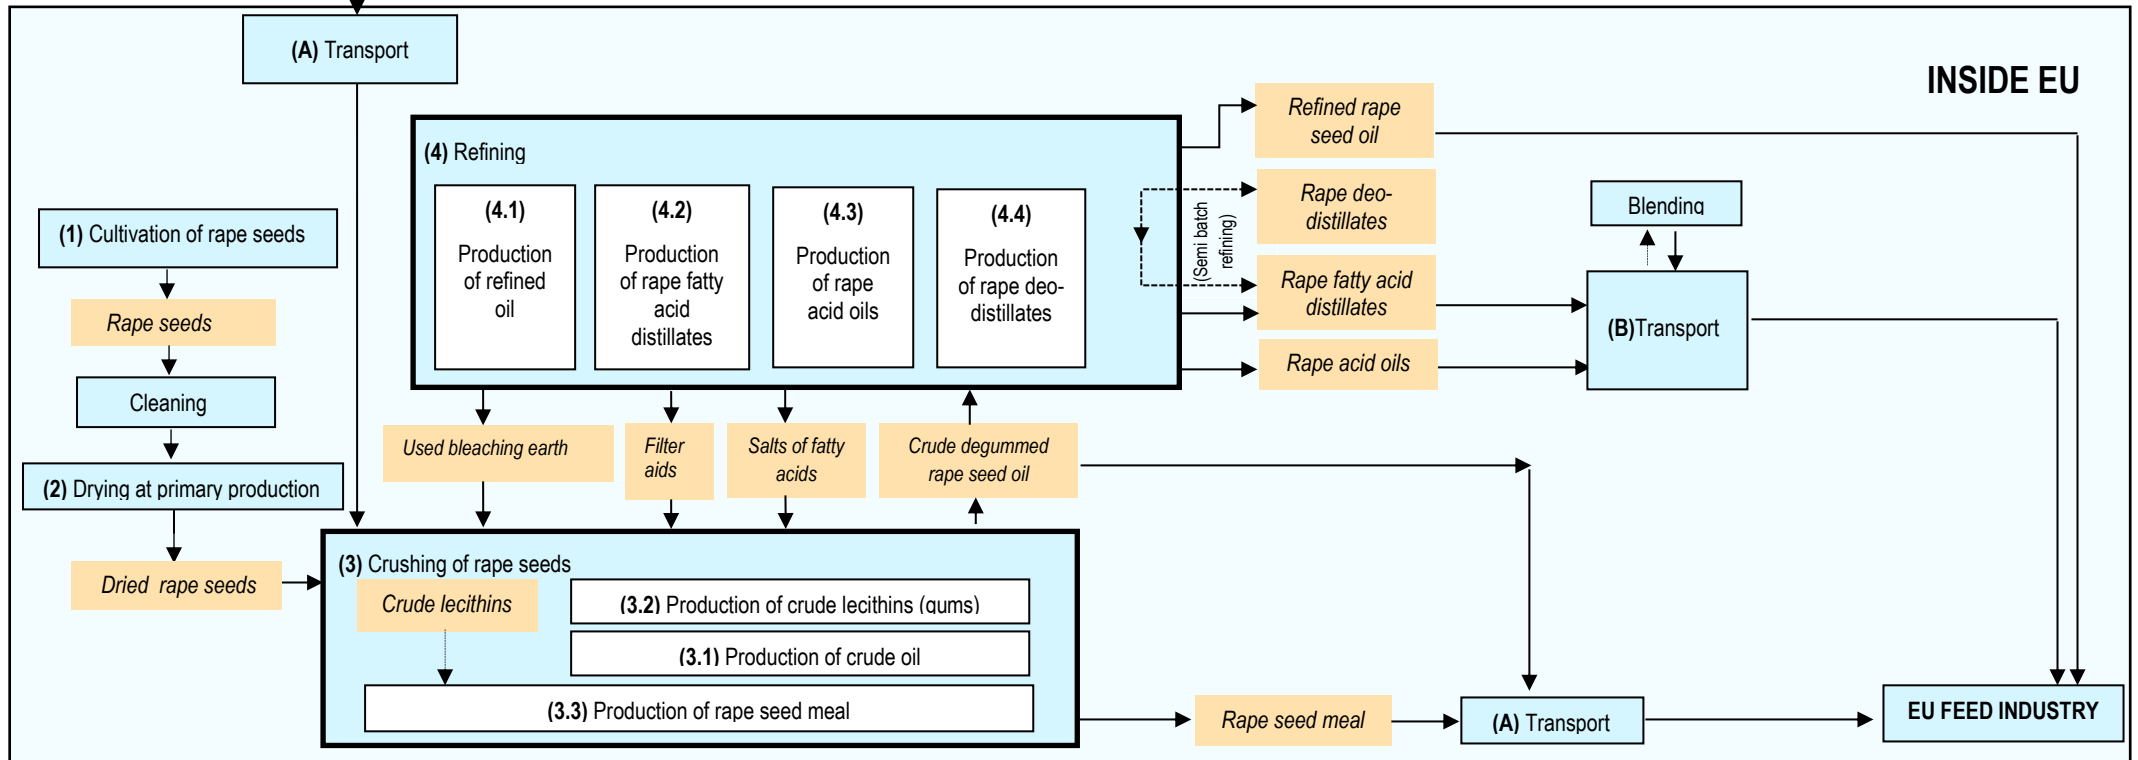 (A) Transport
INSIDE EU
Refined rape
seed oil
(4) Refining
(4.1)
Production
of refined
oil
(4.2)
Production
of rape fatty
acid
distillates
(4.3)
Production
of rape
acid oils
(4.4)
Production
of rape deo-
distillates
(Semi batch
refining)
Rape deo-
distillates
Rape fatty acid
distillates
Rape acid oils
Blending
(B)Transport
(1) Cultivation of rape seeds
Rape seeds
Cleaning
(2) Drying at primary production
Dried rape seeds
Used bleaching earth
Filter
aids
Salts of fatty
acids
Crude degummed
rape seed oil
(3) Crushing of rape seeds
Crude lecithins
(3.2) Production of crude lecithins (gums)
(3.1) Production of crude oil
(3.3) Production of rape seed meal
Rape seed meal
(A) Transport
EU FEED INDUSTRY